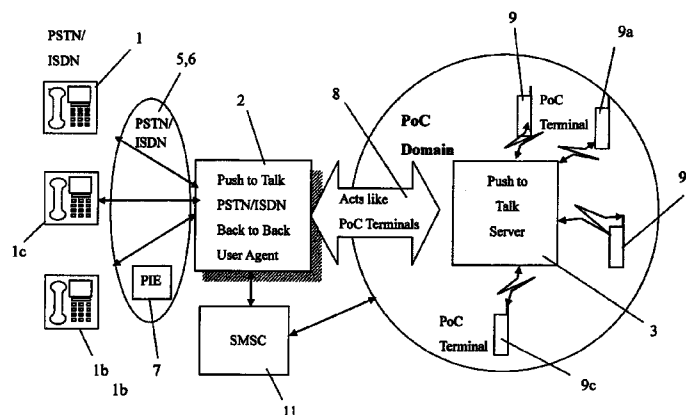 PSTN/
ISDN
1
5,6
PSTN/
ISDN
1c
1b
1b
PIE
7
2
Push to Talk
PSTN/ISDN
Back to Back
User Agent
SMSC
11
8
Acts like
PoC Terminals
PoC
Domain
9
PoC
Terminal
9a
Push to
Talk
Server
9
3
PoC
Terminal
9c